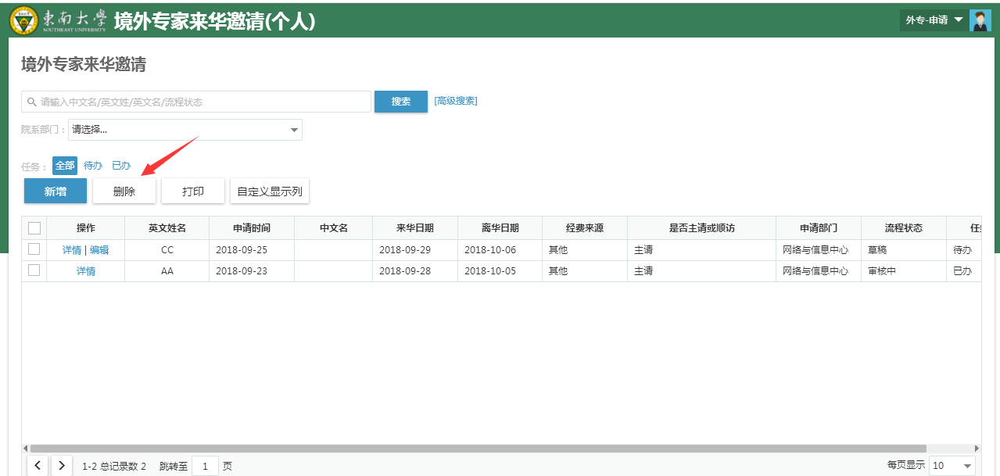 東南大學 境外专家来华邀请(个人) 外专-申请
SOUTHEAST UNIVERSITY
境外专家来华邀请
请输入中文名/英文姓/英文名/流程状态 搜索 [高级搜索]
院系部门： 请选择...
任务： 全部 待办 已办
新增 删除 打印 自定义显示列
操作 英文姓名 申请时间 中文名 来华日期 离华日期 经费来源 是否主请或顺访 申请部门 流程状态 任
详情 | 编辑 CC 2018-09-25 2018-09-29 2018-10-06 其他 主请 网络与信息中心 草稿 待办
详情 AA 2018-09-23 2018-09-28 2018-10-05 其他 主请 网络与信息中心 审核中 已办
1-2 总记录数 2 跳转至 1 页 每页显示 10